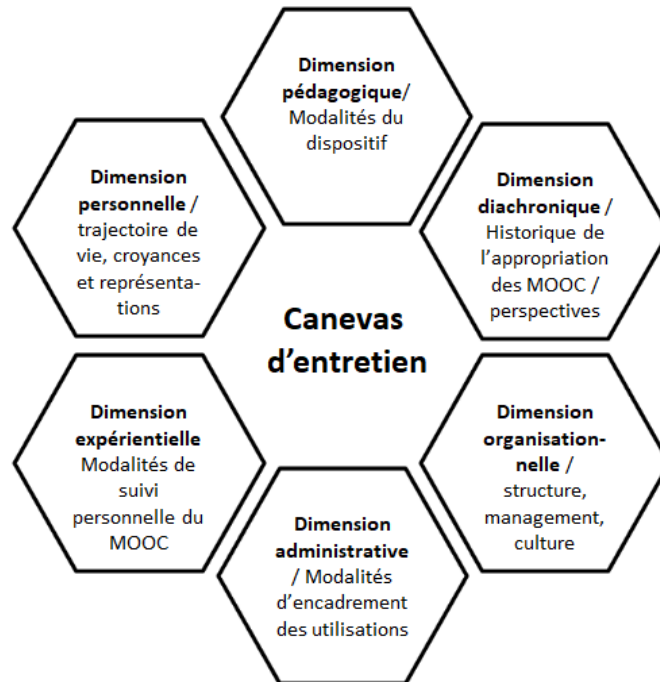 Dimension
pédagogique/
Modalités du
dispositif
Dimension
personnelle /
trajectoire de
vie, croyances
et représenta-
tions
Dimension
diachronique /
Historique de
l'appropriation
des MOOC /
perspectives
Canevas
d'entretien
Dimension
expérientielle
Modalités de
suivi
personnelle du
MOOC
Dimension
organisation-
nelle /
structure,
management,
culture
Dimension
administrative
/ Modalités
d'encadrement
des utilisations